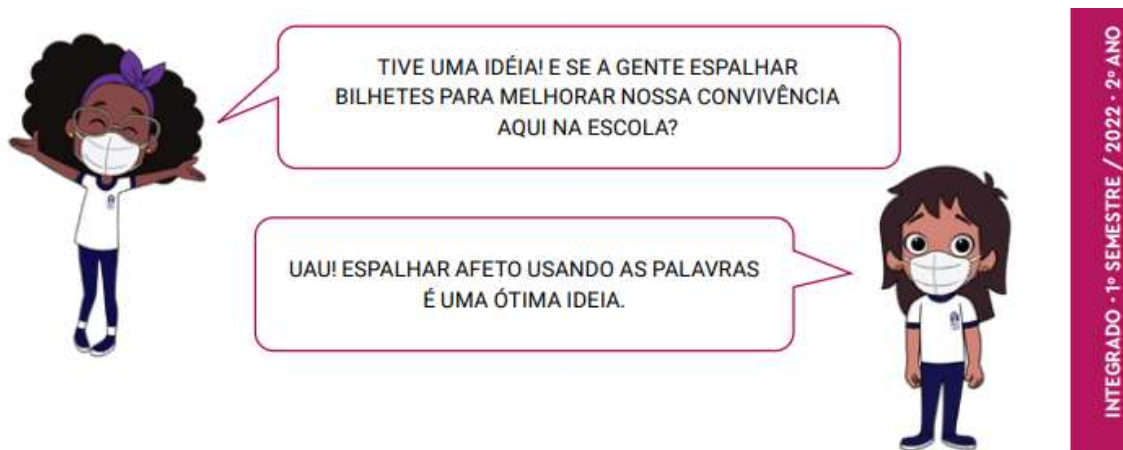 TIVE UMA IDÉIA! E SE A GENTE ESPALHAR
BILHETES PARA MELHORAR NOSSA CONVIVÊNCIA
AQUI NA ESCOLA?
UAU! ESPALHAR AFETO USANDO AS PALAVRAS
É UMA ÓTIMA IDEIA.
INTEGRADO · 1º SEMESTRE / 2022 · 2º ANO